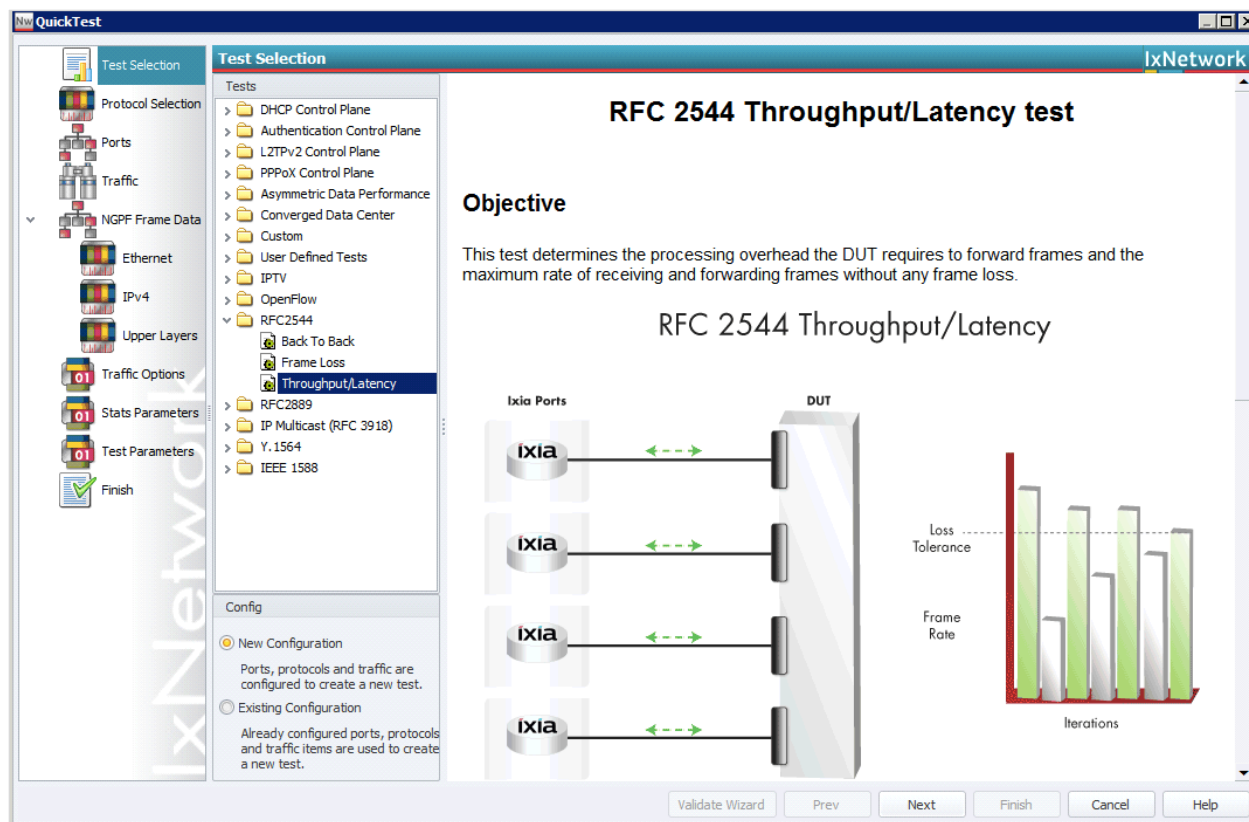 Nw QuickTest
Test Selection
Protocol Selection
Ports
Traffic
NGPF Frame Data
Ethernet
IPv4
Upper Layers
Traffic Options
Stats Parameters
Test Parameters
Finish
IxNetwork
Test Selection
IxNetwork
Tests
DHCP Control Plane
Authentication Control Plane
L2TPv2 Control Plane
PPPoX Control Plane
Asymmetric Data Performance
Converged Data Center
Custom
User Defined Tests
IPTV
OpenFlow
RFC2544
Back To Back
Frame Loss
Throughput/Latency
RFC2889
IP Multicast (RFC 3918)
Y.1564
IEEE 1588
Config
New Configuration
Ports, protocols and traffic are
configured to create a new test.
Existing Configuration
Already configured ports, protocols
and traffic items are used to create
a new test.
RFC 2544 Throughput/Latency test
Objective
This test determines the processing overhead the DUT requires to forward frames and the
maximum rate of receiving and forwarding frames without any frame loss.
RFC 2544 Throughput/Latency
Ixia Ports
DUT
ixia
ixia
ixia
ixia
Loss
Tolerance
Frame
Rate
Iterations
Validate Wizard
Prev
Next
Finish
Cancel
Help
01
01
01